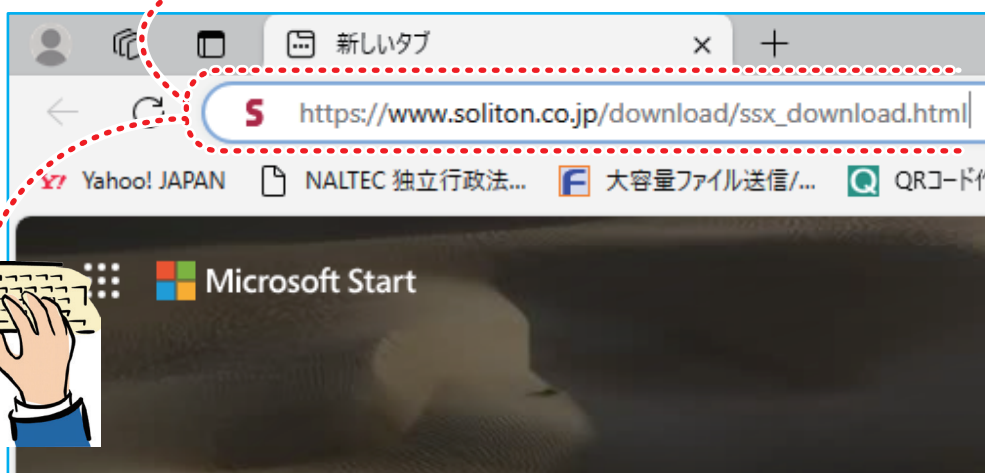 新しいタブ
https://www.soliton.co.jp/download/ssx_download.html
Yahoo! JAPAN NALTEC 独立行政法... 大容量ファイル送信/... QRコード作
Microsoft Start